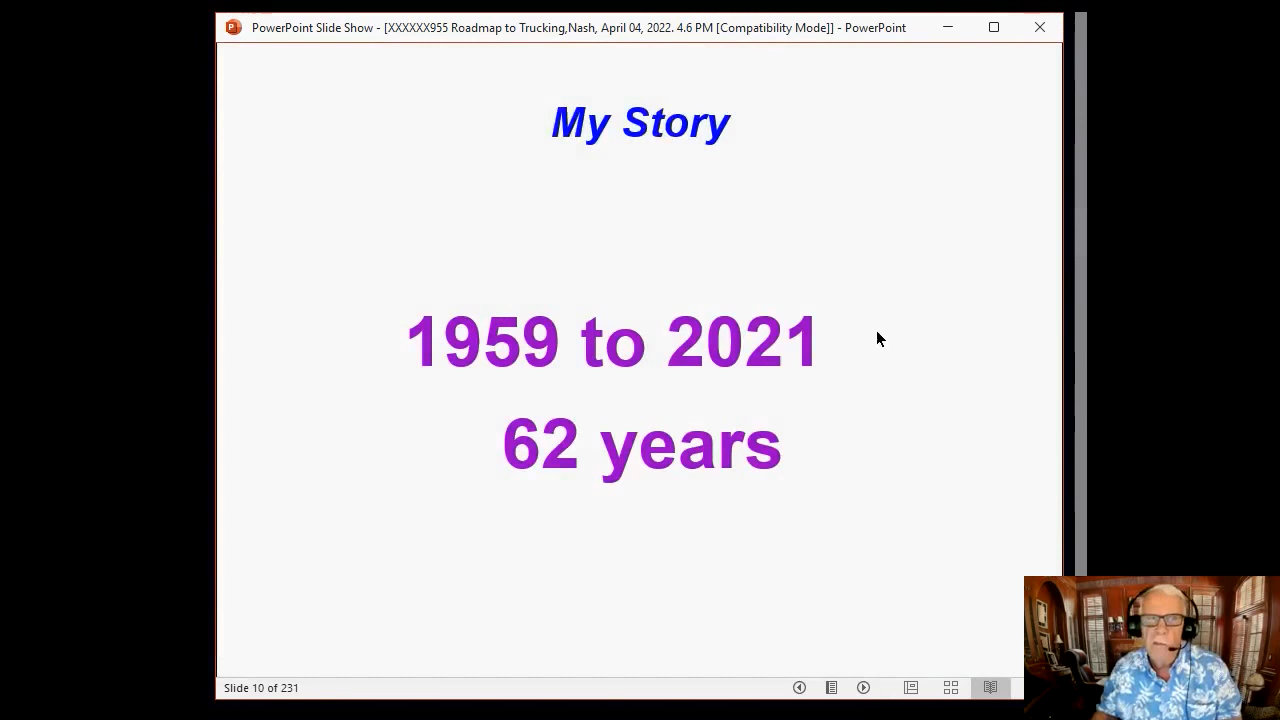 PowerPoint Slide Show - [XXXXXX955 Roadmap to Trucking,Nash, April 04, 2022. 4.6 PM [Compatibility Mode]] - PowerPoint
My Story
1959 to 2021
62 years
Slide 10 of 231